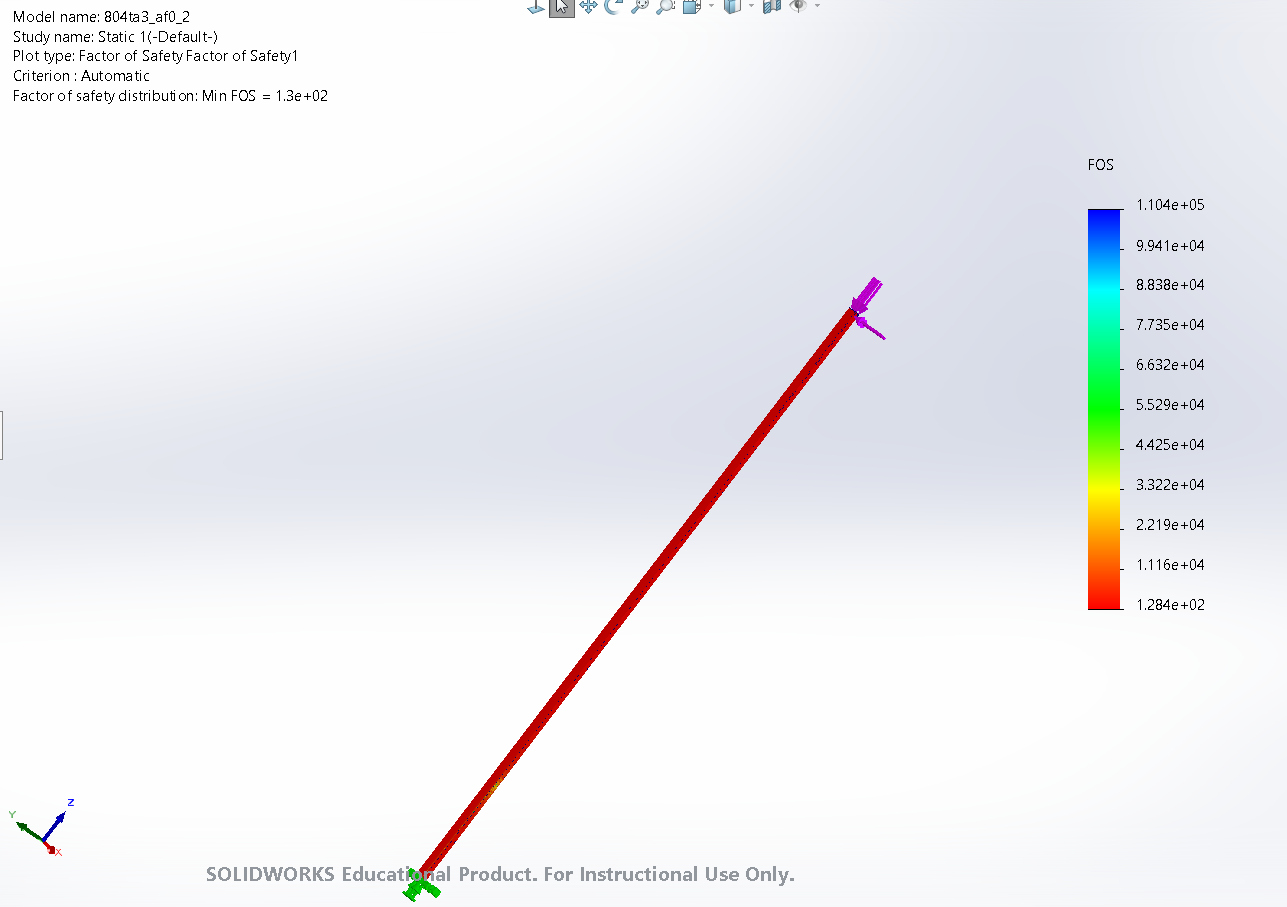 Model name: 804ta3_af0_2
Study name: Static 1(-Default-)
Plot type: Factor of Safety Factor of Safety1
Criterion : Automatic
Factor of safety distribution: Min FOS = 1.3e+02
FOS
1.104e+05
9.941e+04
8.838e+04
7.735e+04
6.632e+04
5.529e+04
4.425e+04
3.322e+04
2.219e+04
1.116e+04
1.284e+02
Z
Y
X
SOLIDWORKS Educational Product. For Instructional Use Only.